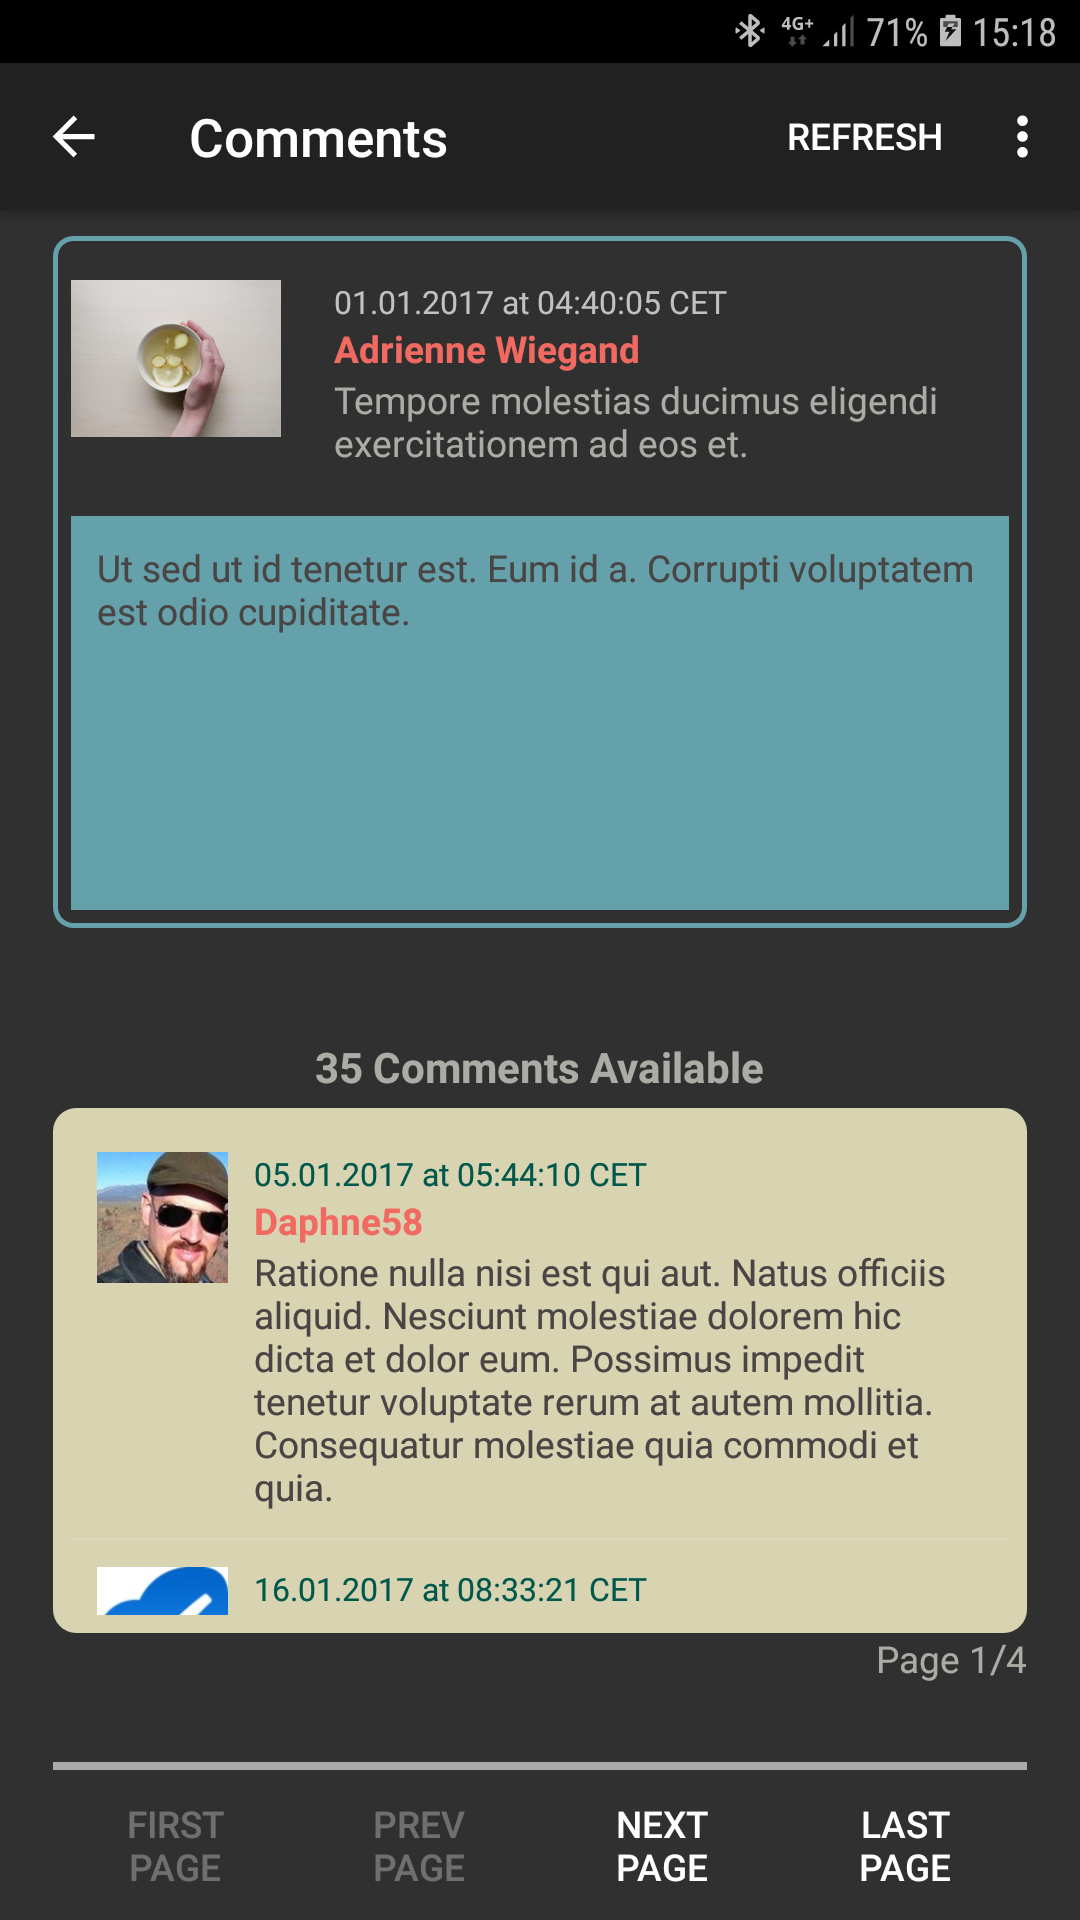 4G+ 71% 15:18
Comments REFRESH
01.01.2017 at 04:40:05 CET
Adrienne Wiegand
Tempore molestias ducimus eligendi
exercitationem ad eos et.
Ut sed ut id tenetur est. Eum id a. Corrupti voluptatem
est odio cupiditate.
35 Comments Available
05.01.2017 at 05:44:10 CET
Daphne58
Ratione nulla nisi est qui aut. Natus officiis
aliquid. Nesciunt molestiae dolorem hic
dicta et dolor eum. Possimus impedit
tenetur voluptate rerum at autem mollitia.
Consequatur molestiae quia commodi et
quia.
16.01.2017 at 08:33:21 CET
Page 1/4
FIRST PAGE
PREV PAGE
NEXT PAGE
LAST PAGE